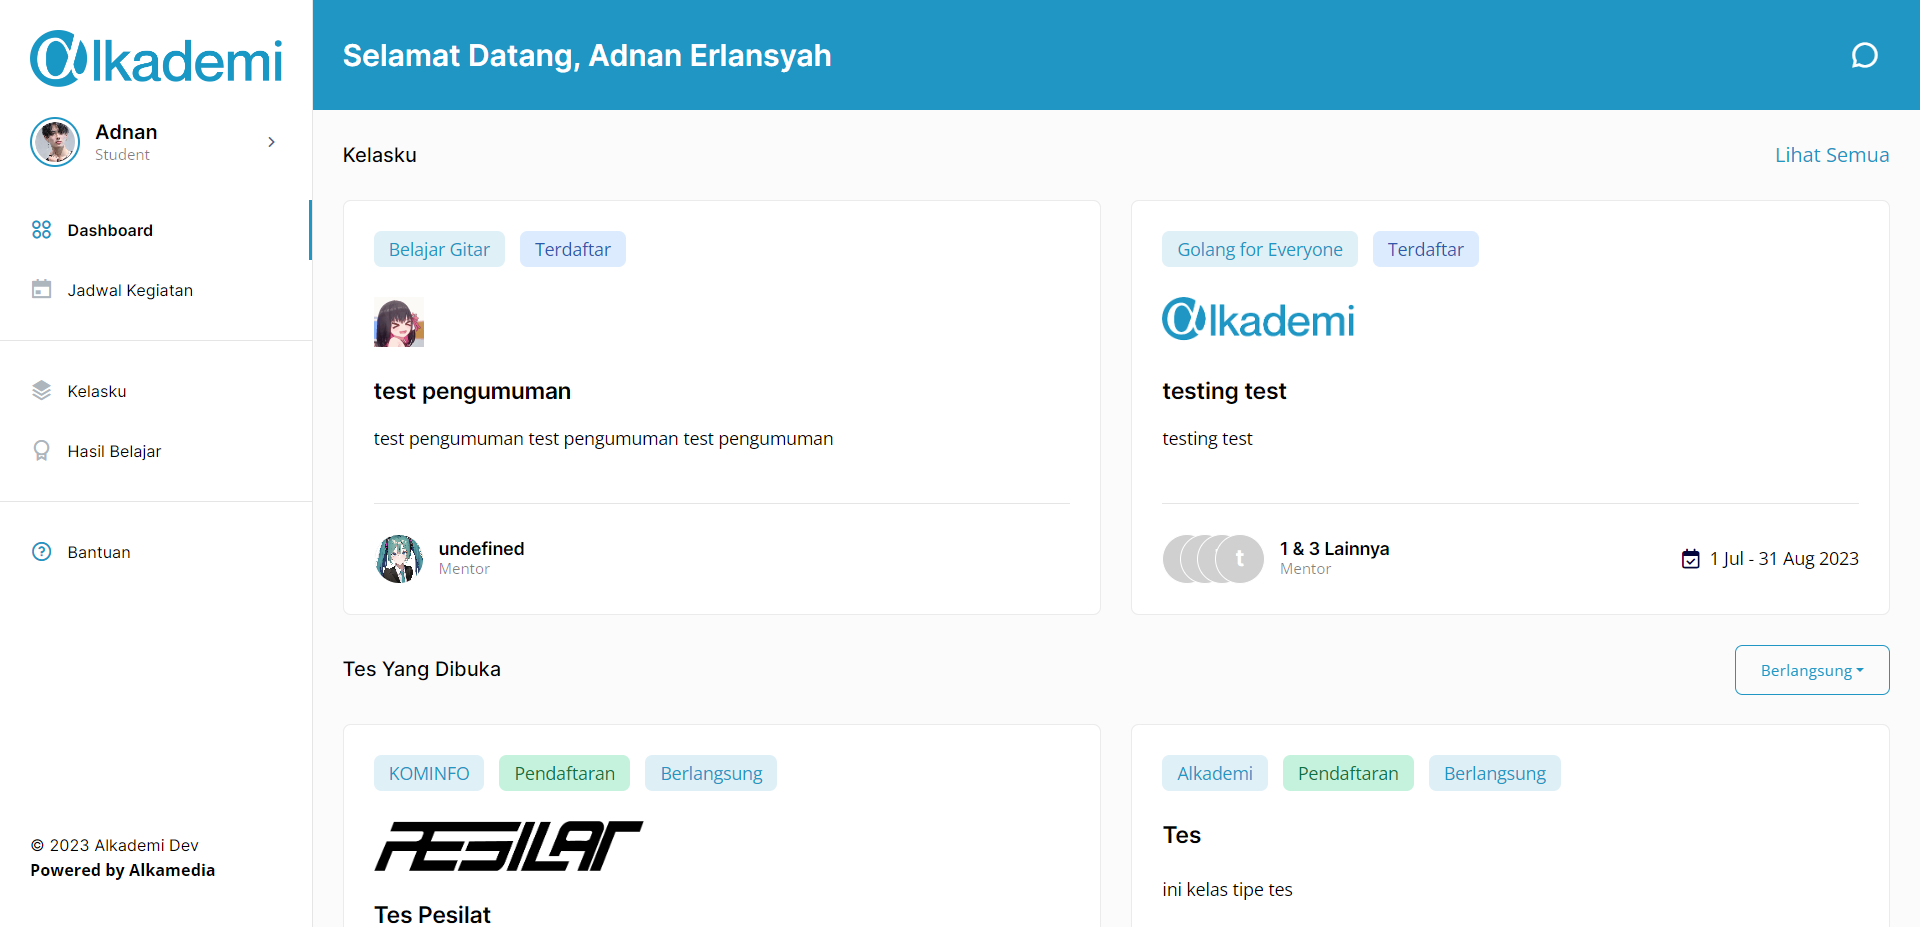 αlkademi
Adnan
Student
Dashboard
Jadwal Kegiatan
Kelasku
Hasil Belajar
Bantuan
© 2023 Alkademi Dev
Powered by Alkamedia
Selamat Datang, Adnan Erlansyah
Kelasku
Lihat Semua
Belajar Gitar
Terdaftar
test pengumuman
test pengumuman test pengumuman test pengumuman
undefined
Mentor
Golang for Everyone
Terdaftar
αlkademi
testing test
testing test
t
1 & 3 Lainnya
Mentor
1 Jul - 31 Aug 2023
Tes Yang Dibuka
Berlangsung
KOMINFO
Pendaftaran
Berlangsung
PESILAT
Tes Pesilat
Alkademi
Pendaftaran
Berlangsung
Tes
ini kelas tipe tes